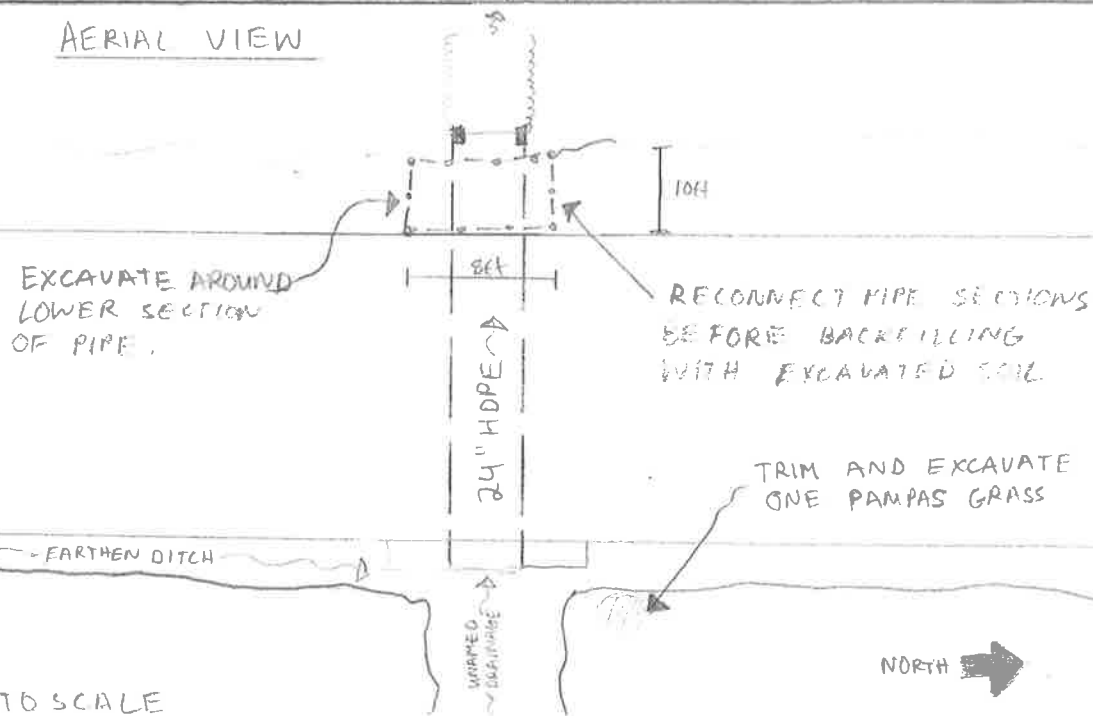 AERIAL VIEW
10ft
8ft
EXCAVATE AROUND
LOWER SECTION
OF PIPE.
RECONNECT PIPE SECTIONS
BEFORE BACKFILLING
WITH EXCAVATED SOIL
24" HDPE
TRIM AND EXCAVATE
ONE PAMPAS GRASS
EARTHEN DITCH
UNAMED
DRAINAGE
NORTH
TO SCALE